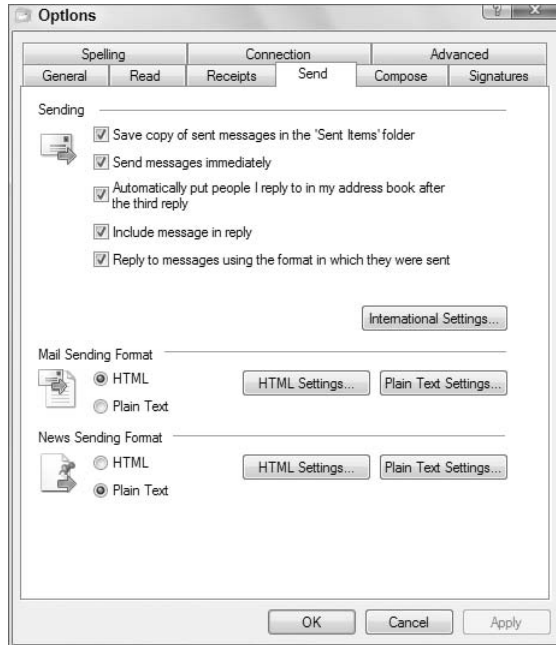 Options
Spelling Connection Advanced
General Read Receipts Send Compose Signatures
Sending
Save copy of sent messages in the 'Sent Items' folder
Send messages immediately
Automatically put people I reply to in my address book after
the third reply
Include message in reply
Reply to messages using the format in which they were sent
International Settings...
Mail Sending Format
HTML HTML Settings... Plain Text Settings...
Plain Text
News Sending Format
HTML HTML Settings... Plain Text Settings...
Plain Text
OK Cancel Apply